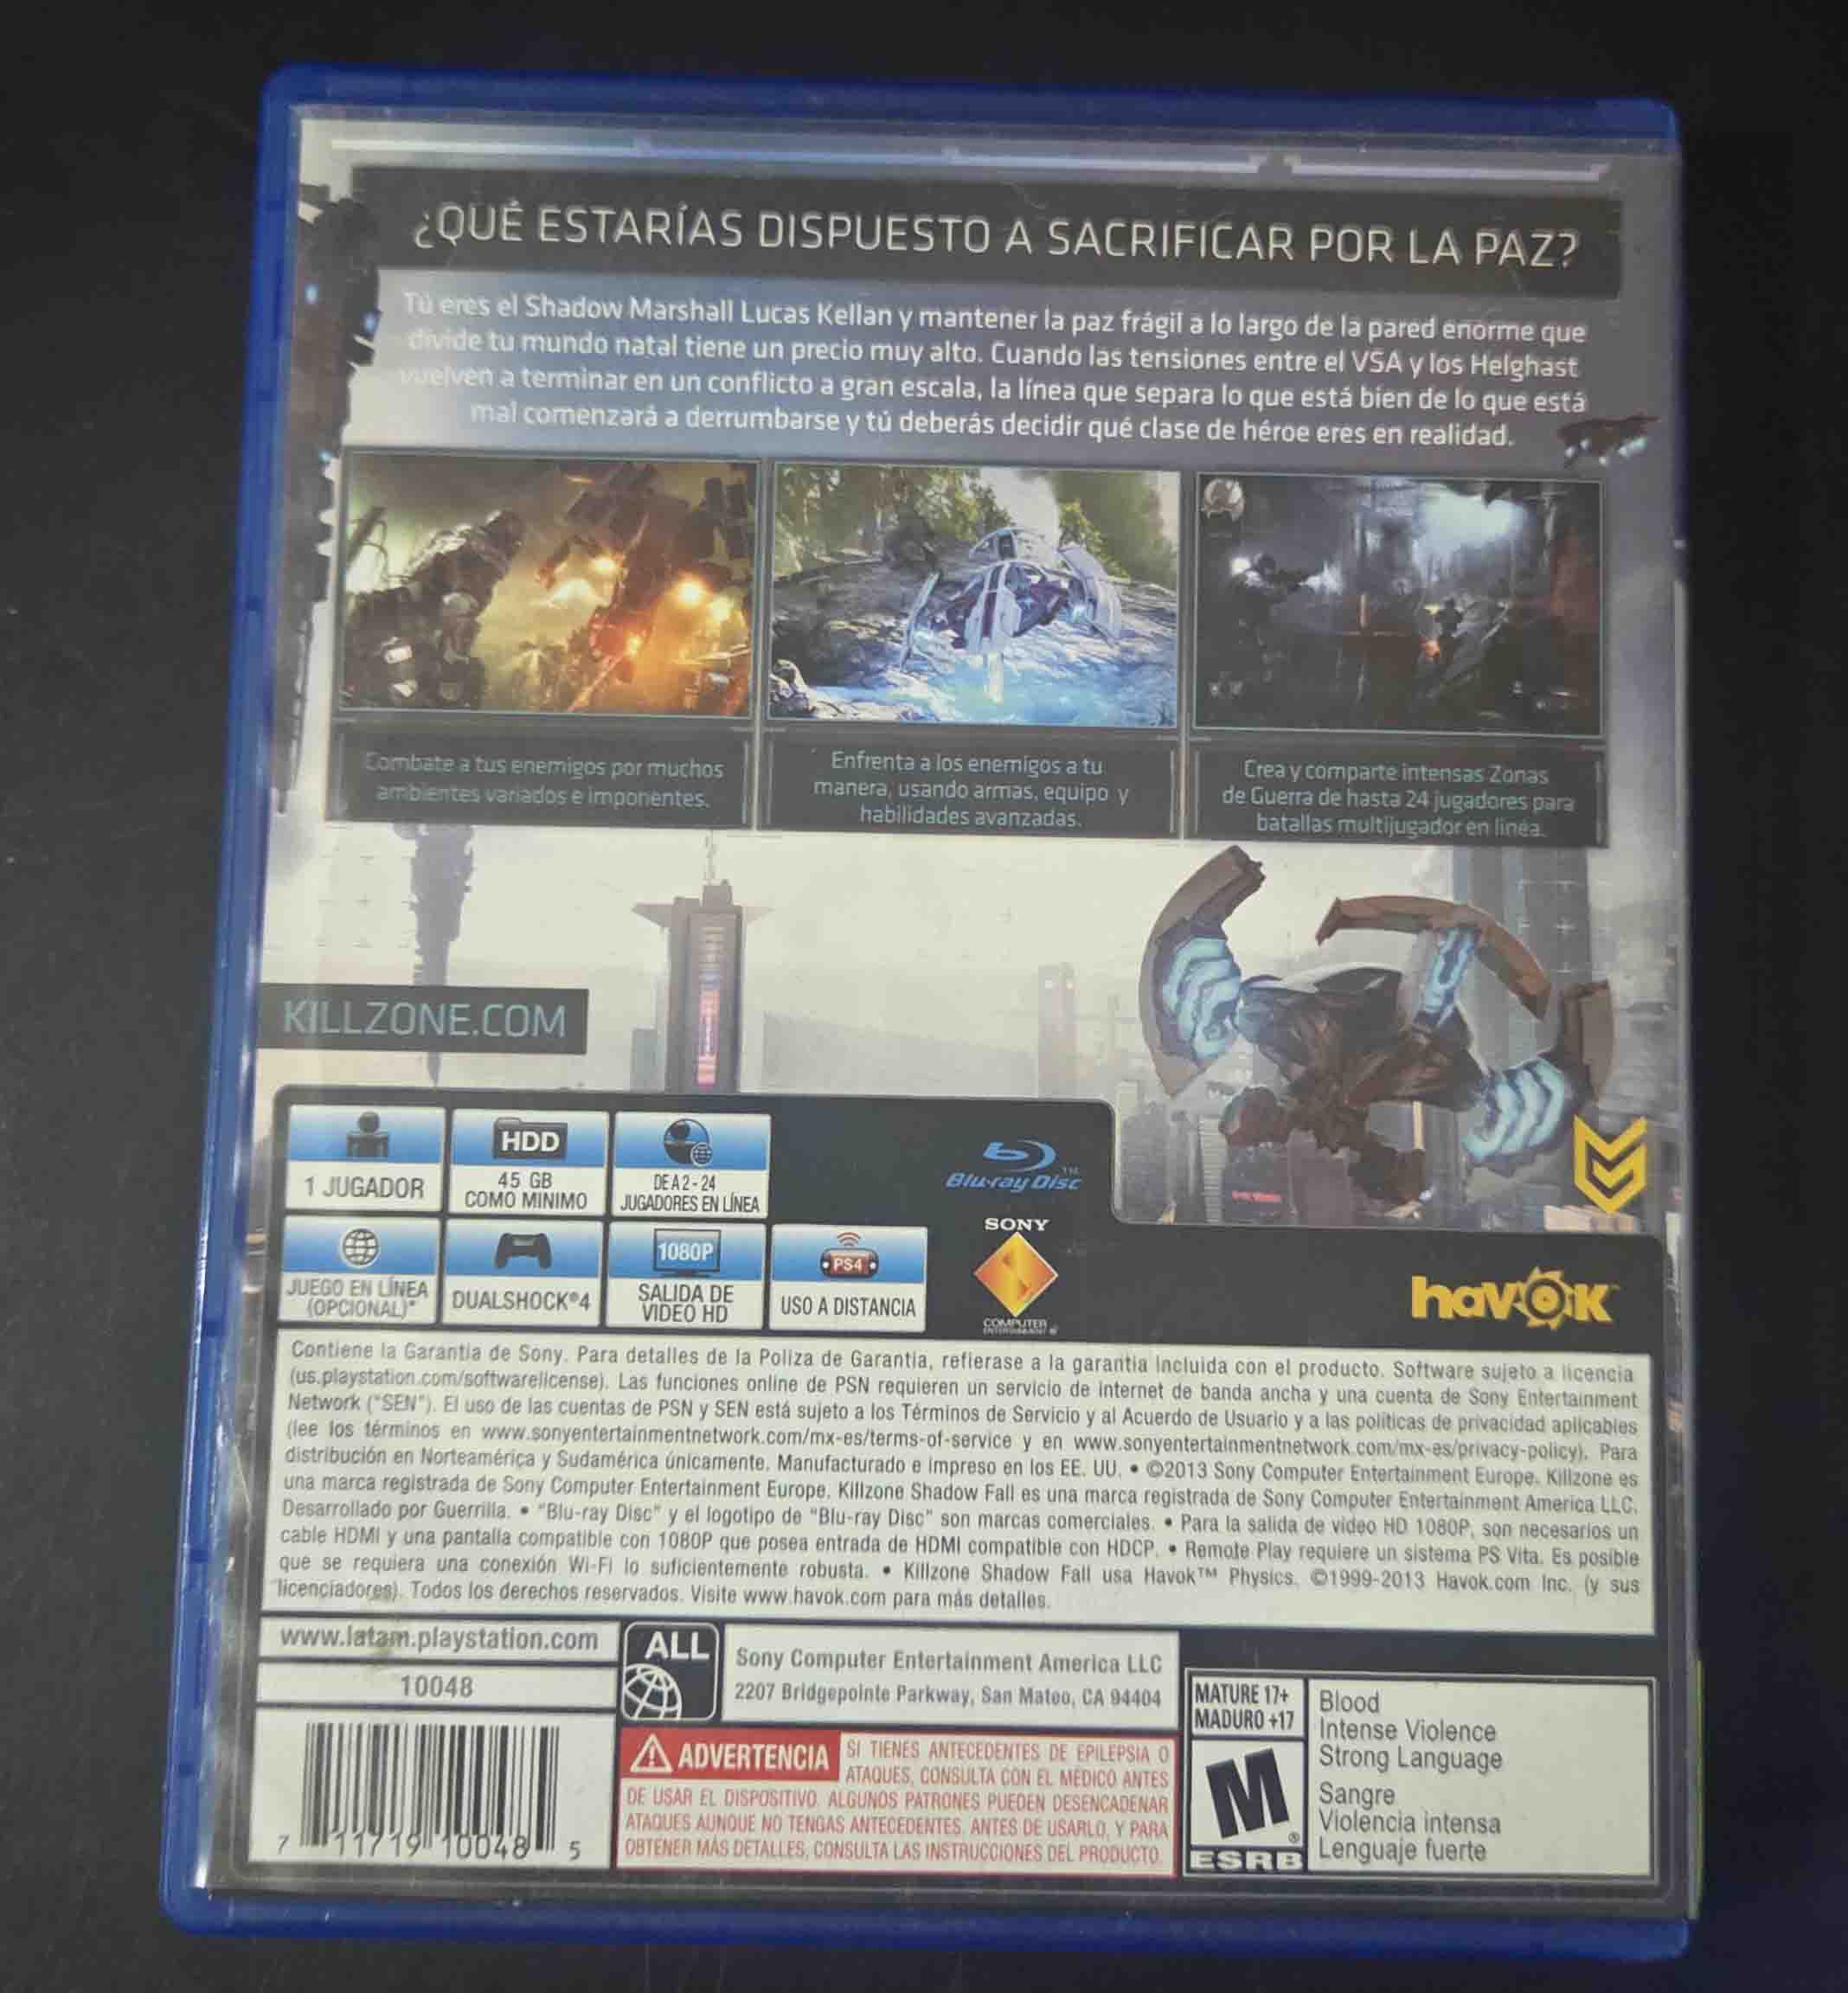 ¿QUÉ ESTARÍAS DISPUESTO A SACRIFICAR POR LA PAZ?
Tú eres el Shadow Marshall Lucas Kellan y mantener la paz frágil a lo largo de la pared enorme que
divide tu mundo natal tiene un precio muy alto. Cuando las tensiones entre el VSA y los Helghast
vuelven a terminar en un conflicto a gran escala, la línea que separa lo que está bien de lo que está
mal comenzará a derrumbarse y tú deberás decidir qué clase de héroe eres en realidad.
Combate a tus enemigos por muchos
ambientes variados e imponentes.
Enfrenta a los enemigos a tu
manera, usando armas, equipo y
habilidades avanzadas.
Crea y comparte intensas Zonas
de Guerra de hasta 24 jugadores para
batallas multijugador en línea.
KILLZONE.COM
1 JUGADOR
HDD
45 GB
COMO MINIMO
DE A 2 - 24
JUGADORES EN LÍNEA
Blu-ray Disc™
JUEGO EN LÍNEA
(OPCIONAL)*
DUALSHOCK®4
1080P
SALIDA DE
VIDEO HD
PS4
USO A DISTANCIA
SONY
COMPUTER
ENTERTAINMENT®
havok™
Contiene la Garantia de Sony. Para detalles de la Poliza de Garantia, refierase a la garantia incluida con el producto. Software sujeto a licencia
(us.playstation.com/softwarelicense). Las funciones online de PSN requieren un servicio de Internet de banda ancha y una cuenta de Sony Entertainment
Network ("SEN"). El uso de las cuentas de PSN y SEN está sujeto a los Términos de Servicio y al Acuerdo de Usuario y a las políticas de privacidad aplicables
(lee los términos en www.sonyentertainmentnetwork.com/mx-es/terms-of-service y en www.sonyentertainmentnetwork.com/mx-es/privacy-policy). Para
distribución en Norteamérica y Sudamérica únicamente. Manufacturado e impreso en los EE. UU. • ©2013 Sony Computer Entertainment Europe. Killzone es
una marca registrada de Sony Computer Entertainment Europe. Killzone Shadow Fall es una marca registrada de Sony Computer Entertainment America LLC.
Desarrollado por Guerrilla. • "Blu-ray Disc" y el logotipo de "Blu-ray Disc" son marcas comerciales. • Para la salida de video HD 1080P, son necesarios un
cable HDMI y una pantalla compatible con 1080P que posea entrada de HDMI compatible con HDCP. • Remote Play requiere un sistema PS Vita. Es posible
que se requiera una conexión Wi-Fi lo suficientemente robusta. • Killzone Shadow Fall usa Havok™ Physics. ©1999-2013 Havok.com Inc. (y sus
licenciadores). Todos los derechos reservados. Visite www.havok.com para más detalles.
www.latam.playstation.com
10048
ALL
Sony Computer Entertainment America LLC
2207 Bridgepointe Parkway, San Mateo, CA 94404
ADVERTENCIA SI TIENES ANTECEDENTES DE EPILEPSIA O
ATAQUES, CONSULTA CON EL MÉDICO ANTES
DE USAR EL DISPOSITIVO. ALGUNOS PATRONES PUEDEN DESENCADENAR
ATAQUES AUNQUE NO TENGAS ANTECEDENTES. ANTES DE USARLO, Y PARA
OBTENER MÁS DETALLES, CONSULTA LAS INSTRUCCIONES DEL PRODUCTO.
MATURE 17+
MADURO +17
M
®
ESRB
Blood
Intense Violence
Strong Language
Sangre
Violencia intensa
Lenguaje fuerte
7 11719 10048 5